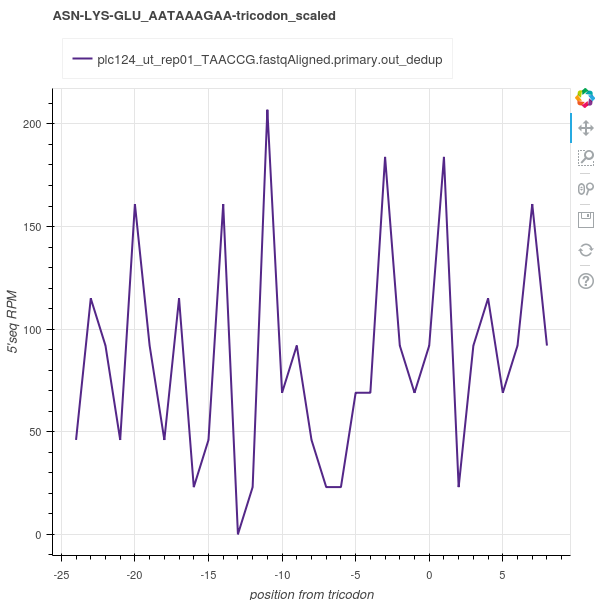 ASN-LYS-GLU_AATAAAGAA-tricodon_scaled
plc124_ut_rep01_TAACCG.fastqAligned.primary.out_dedup
200
150
100
50
0
5'seq RPM
-25 -20 -15 -10 -5 0 5
position from tricodon